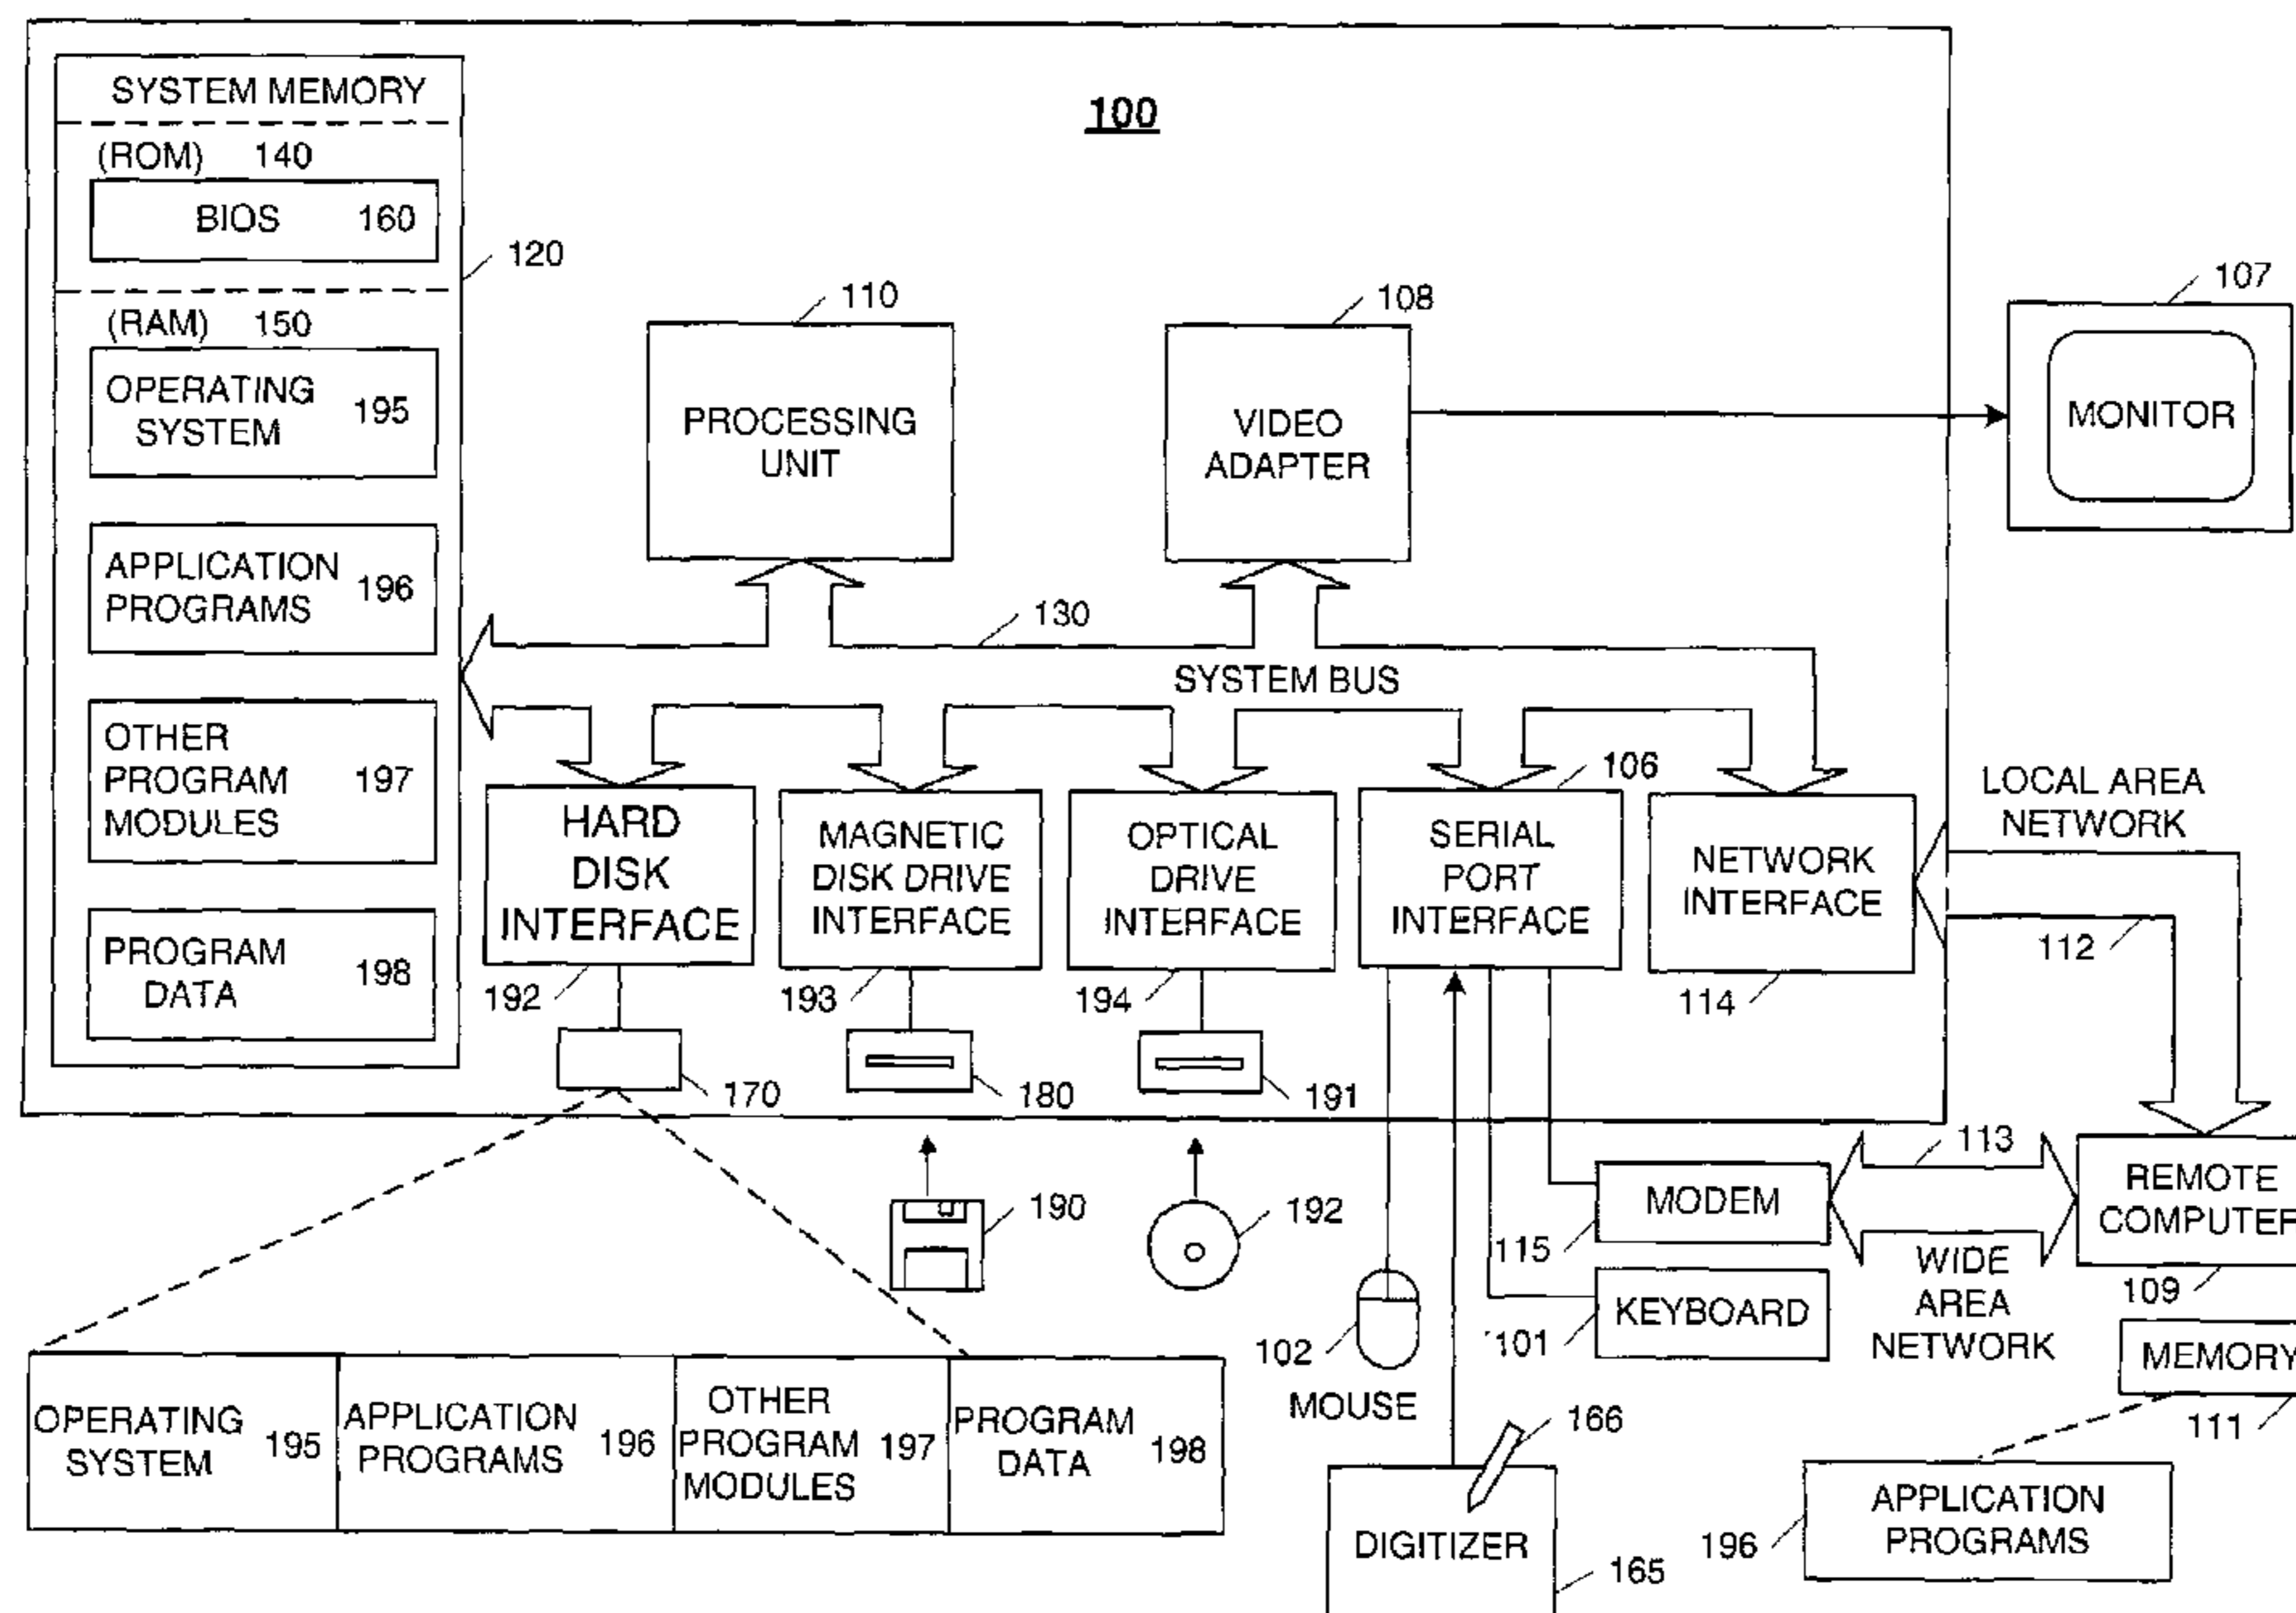 100
SYSTEM MEMORY
(ROM) 140
BIOS 160
120
(RAM) 150
OPERATING
SYSTEM
195
APPLICATION
PROGRAMS
196
OTHER
PROGRAM
MODULES
197
PROGRAM
DATA
198
110
PROCESSING
UNIT
108
VIDEO
ADAPTER
107
MONITOR
130
SYSTEM BUS
HARD
DISK
INTERFACE
192
MAGNETIC
DISK DRIVE
INTERFACE
193
OPTICAL
DRIVE
INTERFACE
194
106
SERIAL
PORT
INTERFACE
NETWORK
INTERFACE
114
LOCAL AREA
NETWORK
112
170
180
191
190
192
113
MODEM
115
WIDE
AREA
NETWORK
REMOTE
COMPUTER
109
KEYBOARD
101
102
MOUSE
MEMORY
111
OPERATING
SYSTEM
195
APPLICATION
PROGRAMS
196
OTHER
PROGRAM
MODULES
197
PROGRAM
DATA
198
166
DIGITIZER
165
APPLICATION
PROGRAMS
196